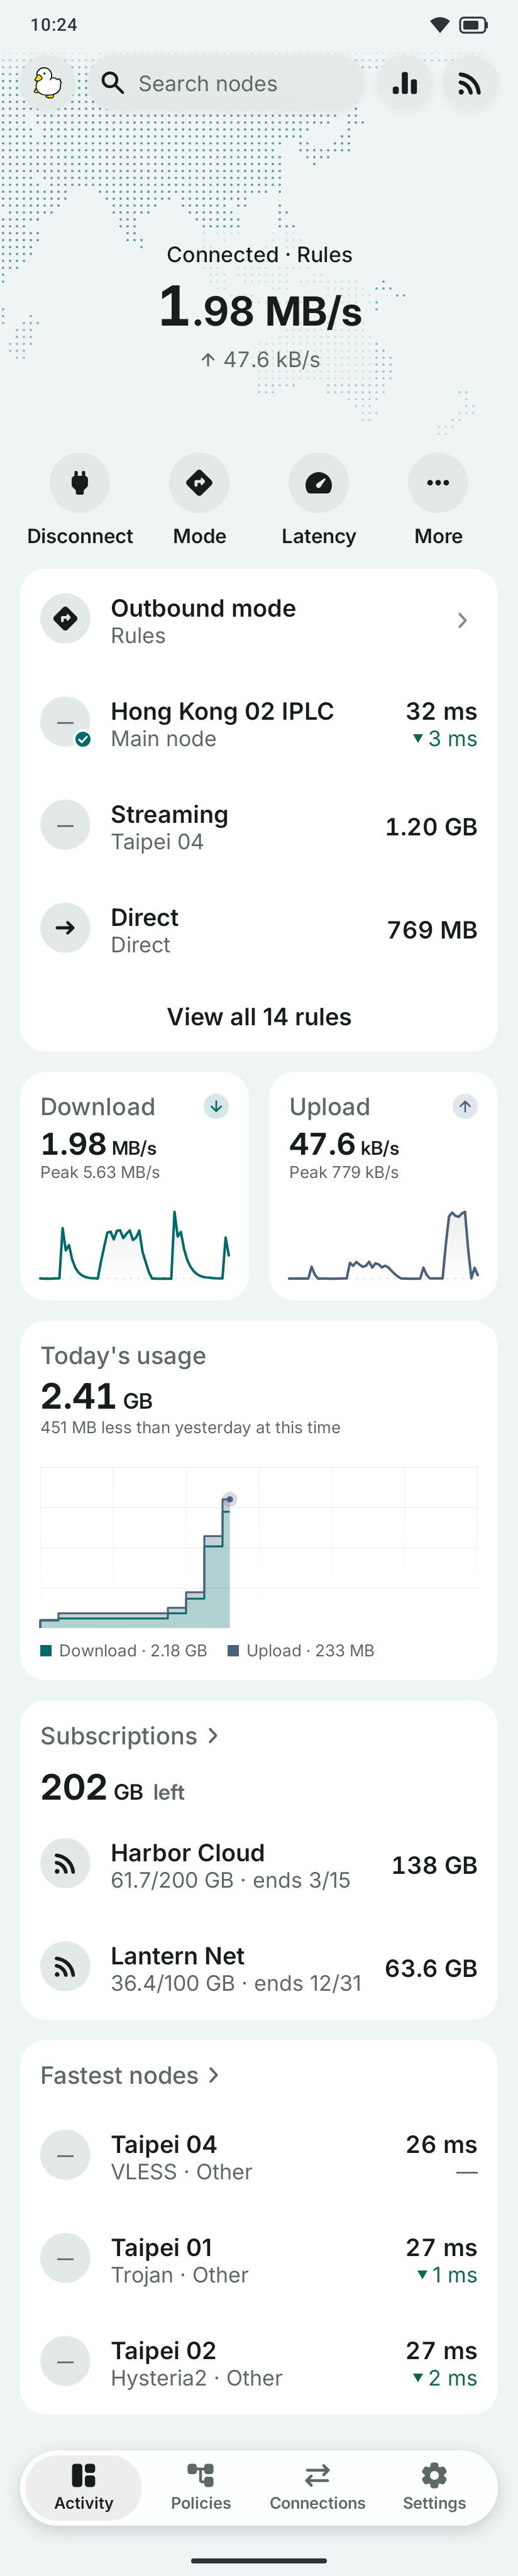 10:24
Search nodes
Connected · Rules
1.98 MB/s
↑ 47.6 kB/s
Disconnect Mode Latency More
Outbound mode
Rules
Hong Kong 02 IPLC 32 ms
Main node ▼ 3 ms
Streaming
Taipei 04 1.20 GB
Direct
Direct 769 MB
View all 14 rules
Download
1.98 MB/s
Peak 5.63 MB/s
Upload
47.6 kB/s
Peak 779 kB/s
Today's usage
2.41 GB
451 MB less than yesterday at this time
Download · 2.18 GB Upload · 233 MB
Subscriptions
202 GB left
Harbor Cloud 138 GB
61.7/200 GB · ends 3/15
Lantern Net 63.6 GB
36.4/100 GB · ends 12/31
Fastest nodes
Taipei 04 26 ms
VLESS · Other —
Taipei 01 27 ms
Trojan · Other ▼ 1 ms
Taipei 02 27 ms
Hysteria2 · Other ▼ 2 ms
Activity Policies Connections Settings